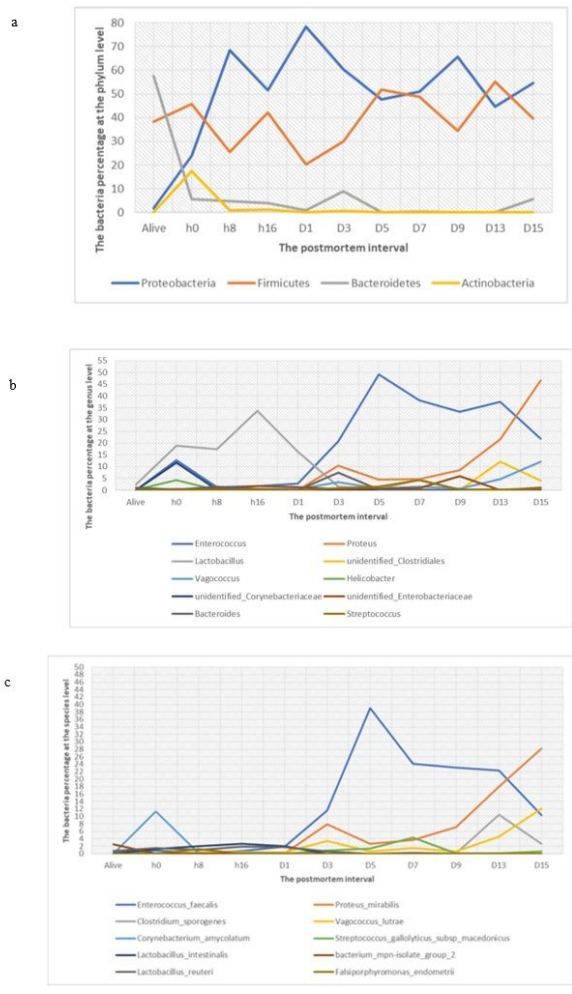 a
The bacteria percentage at the phylum level
80
70
60
50
40
30
20
10
0
Alive h0 h8 h16 D1 D3 D5 D7 D9 D13 D15
The postmortem interval
Proteobacteria Firmicutes Bacteroidetes Actinobacteria
b
The bacteria percentage at the genus level
55
50
45
40
35
30
25
20
15
10
5
0
Alive h0 h8 h16 D1 D3 D5 D7 D9 D13 D15
The postmortem interval
Enterococcus Proteus
Lactobacillus unidentified_Clostridiales
Vagococcus Helicobacter
unidentified_Corynebacteriaceae unidentified_Enterobacteriaceae
Bacteroides Streptococcus
c
The bacteria percentage at the species level
50
48
46
44
42
40
38
36
34
32
30
28
26
24
22
20
18
16
14
12
10
8
6
4
2
0
Alive h0 h8 h16 D1 D3 D5 D7 D9 D13 D15
The postmortem interval
Enterococcus_faecalis Proteus_mirabilis
Clostridium_sporogenes Vagococcus_lutrae
Corynebacterium_amycolatum Streptococcus_gallolyticus_subsp_macedonicus
Lactobacillus_intestinalis bacterium_mpn-isolate_group_2
Lactobacillus_reuteri Falsiporphyromonas_endometrii